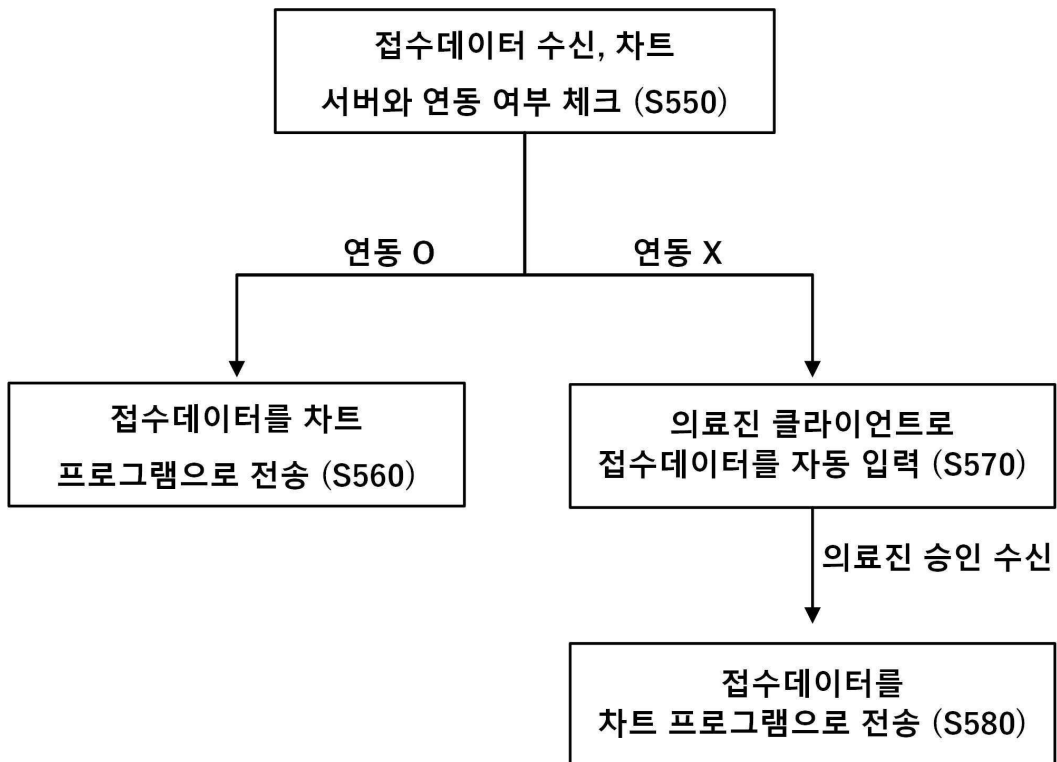 접수데이터 수신, 차트
서버와 연동 여부 체크 (S550)
연동 O
연동 X
접수데이터를 차트
프로그램으로 전송 (S560)
의료진 클라이언트로
접수데이터를 자동 입력 (S570)
의료진 승인 수신
접수데이터를
차트 프로그램으로 전송 (S580)